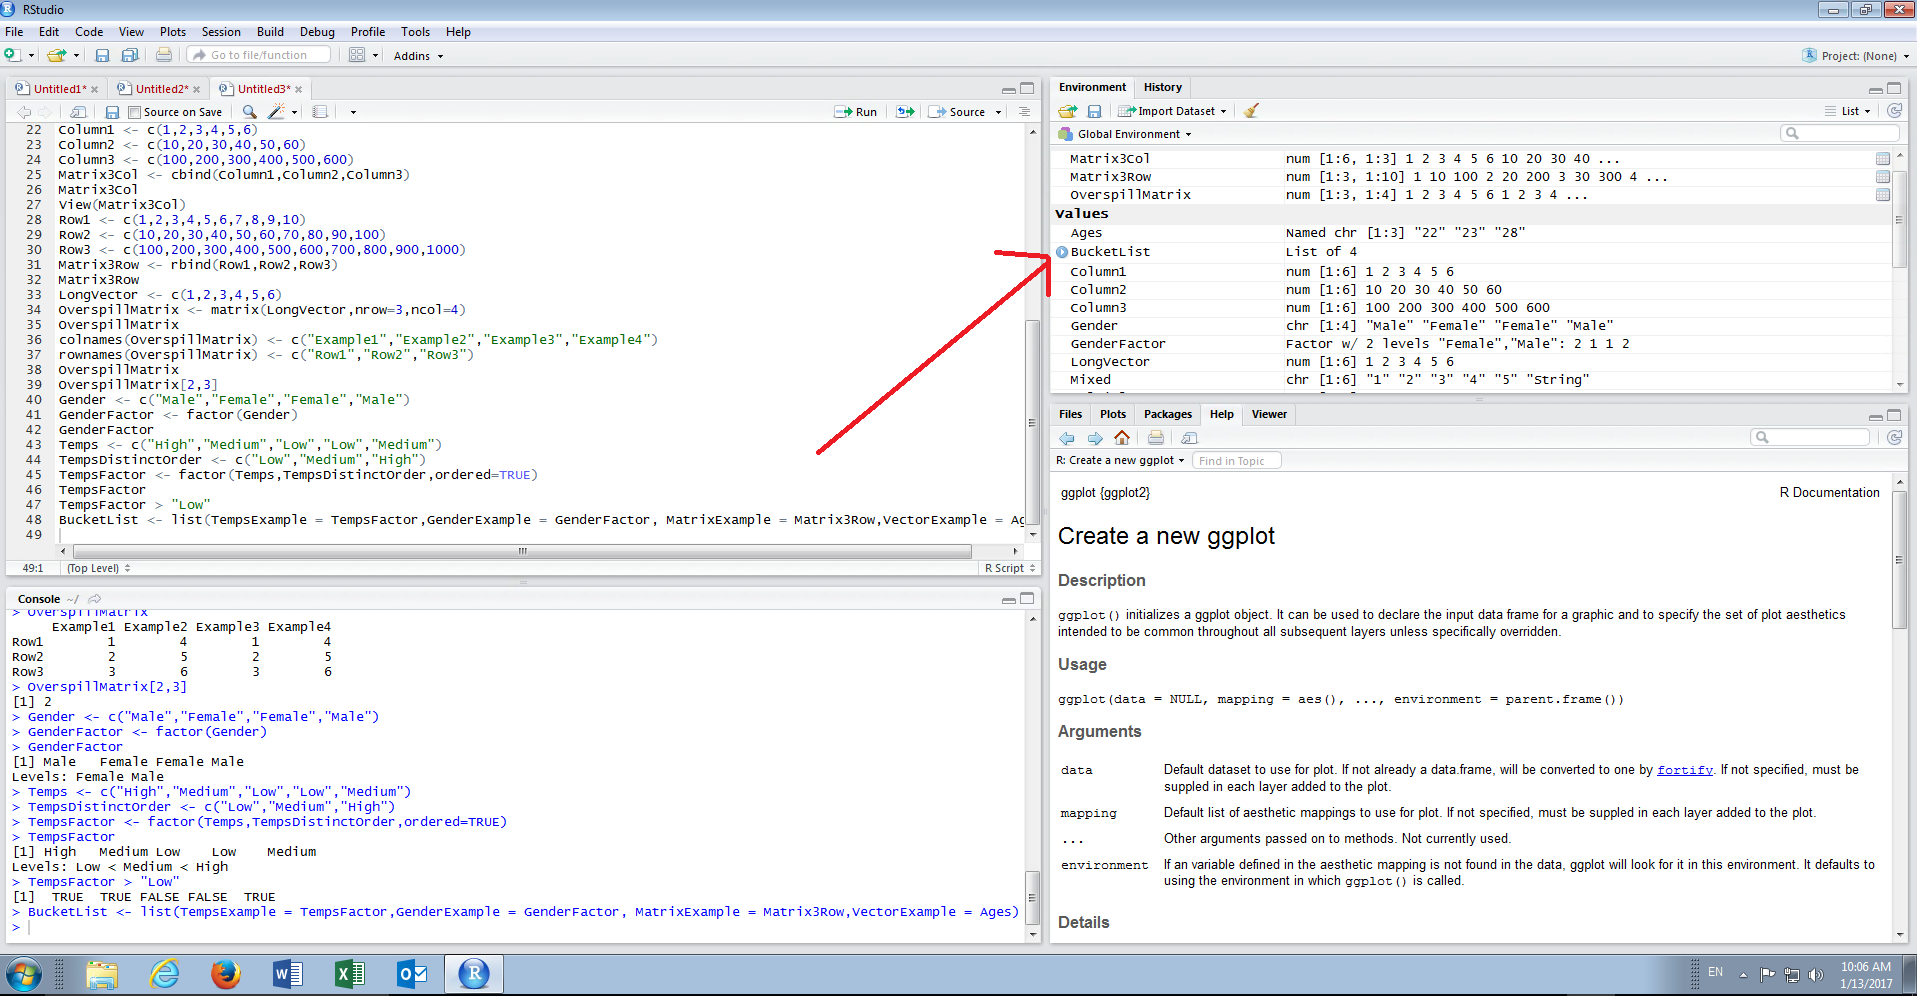 RStudio
File Edit Code View Plots Session Build Debug Profile Tools Help
Go to file/function Addins Project: (None)
Untitled1* Untitled2* Untitled3*
Source on Save Run Source
22 Column1 <- c(1,2,3,4,5,6)
23 Column2 <- c(10,20,30,40,50,60)
24 Column3 <- c(100,200,300,400,500,600)
25 Matrix3Col <- cbind(Column1,Column2,Column3)
26 Matrix3Col
27 View(Matrix3Col)
28 Row1 <- c(1,2,3,4,5,6,7,8,9,10)
29 Row2 <- c(10,20,30,40,50,60,70,80,90,100)
30 Row3 <- c(100,200,300,400,500,600,700,800,900,1000)
31 Matrix3Row <- rbind(Row1,Row2,Row3)
32 Matrix3Row
33 LongVector <- c(1,2,3,4,5,6)
34 OverspillMatrix <- matrix(LongVector,nrow=3,ncol=4)
35 OverspillMatrix
36 colnames(OverspillMatrix) <- c("Example1","Example2","Example3","Example4")
37 rownames(OverspillMatrix) <- c("Row1","Row2","Row3")
38 OverspillMatrix
39 OverspillMatrix[2,3]
40 Gender <- c("Male","Female","Female","Male")
41 GenderFactor <- factor(Gender)
42 GenderFactor
43 Temps <- c("High","Medium","Low","Low","Medium")
44 TempsDistinctOrder <- c("Low","Medium","High")
45 TempsFactor <- factor(Temps,TempsDistinctOrder,ordered=TRUE)
46 TempsFactor
47 TempsFactor > "Low"
48 BucketList <- list(TempsExample = TempsFactor,GenderExample = GenderFactor, MatrixExample = Matrix3Row,VectorExample = Ag
49
49:1 (Top Level) R Script
Console ~/
> OverspillMatrix
Example1 Example2 Example3 Example4
Row1 1 4 1 4
Row2 2 5 2 5
Row3 3 6 3 6
> OverspillMatrix[2,3]
[1] 2
> Gender <- c("Male","Female","Female","Male")
> GenderFactor <- factor(Gender)
> GenderFactor
[1] Male Female Female Male
Levels: Female Male
> Temps <- c("High","Medium","Low","Low","Medium")
> TempsDistinctOrder <- c("Low","Medium","High")
> TempsFactor <- factor(Temps,TempsDistinctOrder,ordered=TRUE)
> TempsFactor
[1] High Medium Low Low Medium
Levels: Low < Medium < High
> TempsFactor > "Low"
[1] TRUE TRUE FALSE FALSE TRUE
> BucketList <- list(TempsExample = TempsFactor,GenderExample = GenderFactor, MatrixExample = Matrix3Row,VectorExample = Ages)
>
Environment History
Import Dataset List
Global Environment
Matrix3Col num [1:6, 1:3] 1 2 3 4 5 6 10 20 30 40 ...
Matrix3Row num [1:3, 1:10] 1 10 100 2 20 200 3 30 300 4 ...
OverspillMatrix num [1:3, 1:4] 1 2 3 4 5 6 1 2 3 4 ...
Values
Ages Named chr [1:3] "22" "23" "28"
BucketList List of 4
Column1 num [1:6] 1 2 3 4 5 6
Column2 num [1:6] 10 20 30 40 50 60
Column3 num [1:6] 100 200 300 400 500 600
Gender chr [1:4] "Male" "Female" "Female" "Male"
GenderFactor Factor w/ 2 levels "Female","Male": 2 1 1 2
LongVector num [1:6] 1 2 3 4 5 6
Mixed chr [1:6] "1" "2" "3" "4" "5" "String"
Files Plots Packages Help Viewer
R: Create a new ggplot Find in Topic
ggplot {ggplot2} R Documentation
Create a new ggplot
Description
ggplot() initializes a ggplot object. It can be used to declare the input data frame for a graphic and to specify the set of plot aesthetics
intended to be common throughout all subsequent layers unless specifically overridden.
Usage
ggplot(data = NULL, mapping = aes(), ..., environment = parent.frame())
Arguments
data Default dataset to use for plot. If not already a data.frame, will be converted to one by fortify. If not specified, must be
suppled in each layer added to the plot.
mapping Default list of aesthetic mappings to use for plot. If not specified, must be suppled in each layer added to the plot.
... Other arguments passed on to methods. Not currently used.
environment If an variable defined in the aesthetic mapping is not found in the data, ggplot will look for it in this environment. It defaults to
using the environment in which ggplot() is called.
Details
EN 10:06 AM
1/13/2017